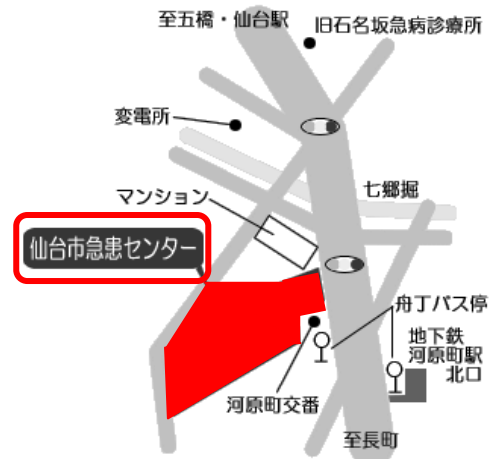 至五橋・仙台駅
旧石名坂急病診療所
変電所
マンション
七郷掘
仙台市急患センター
舟丁バス停
地下鉄
河原町駅
北口
河原町交番
至長町